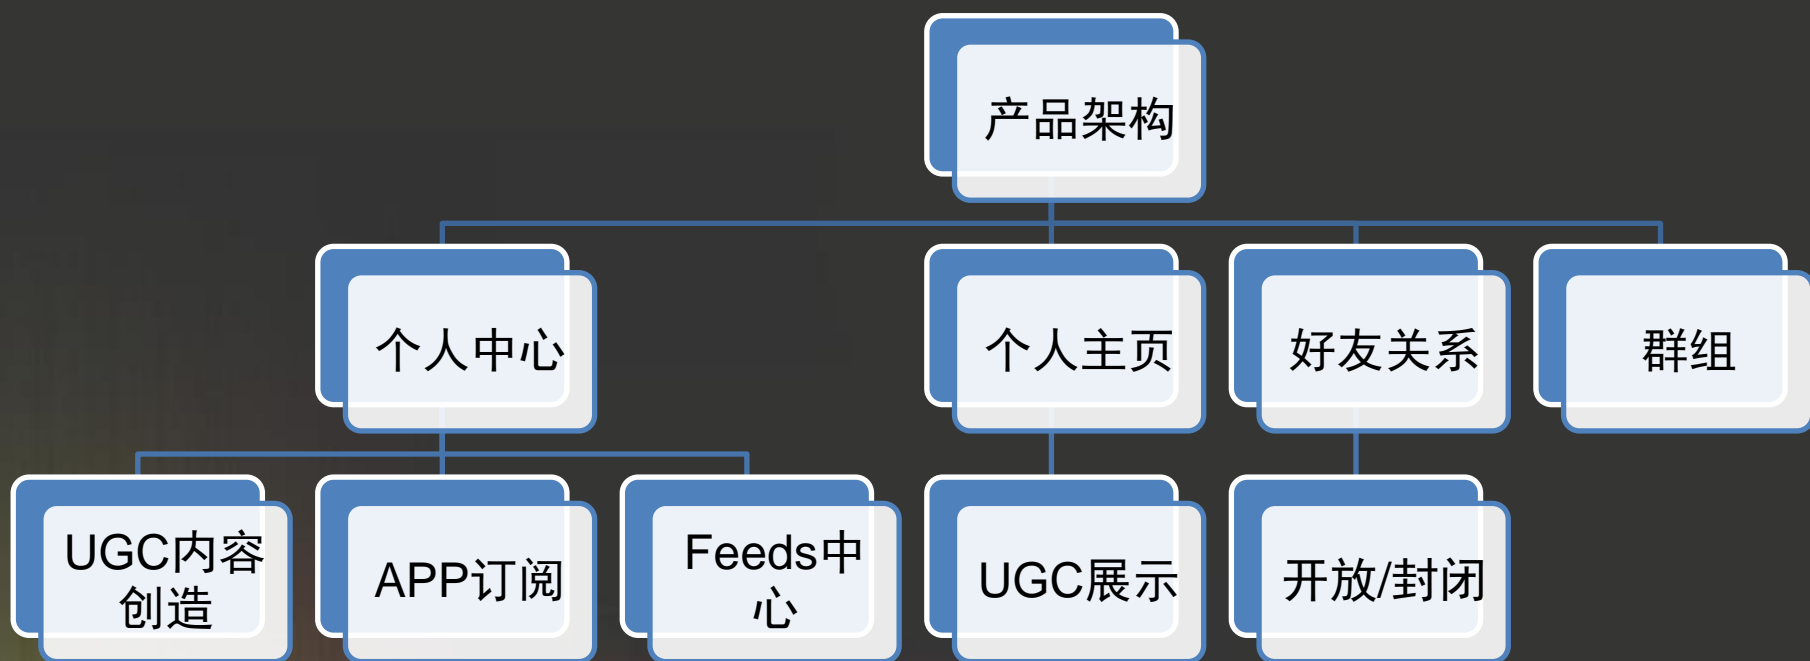 产品架构
个人中心
个人主页
好友关系
群组
UGC内容
创造
APP订阅
Feeds中
心
UGC展示
开放/封闭